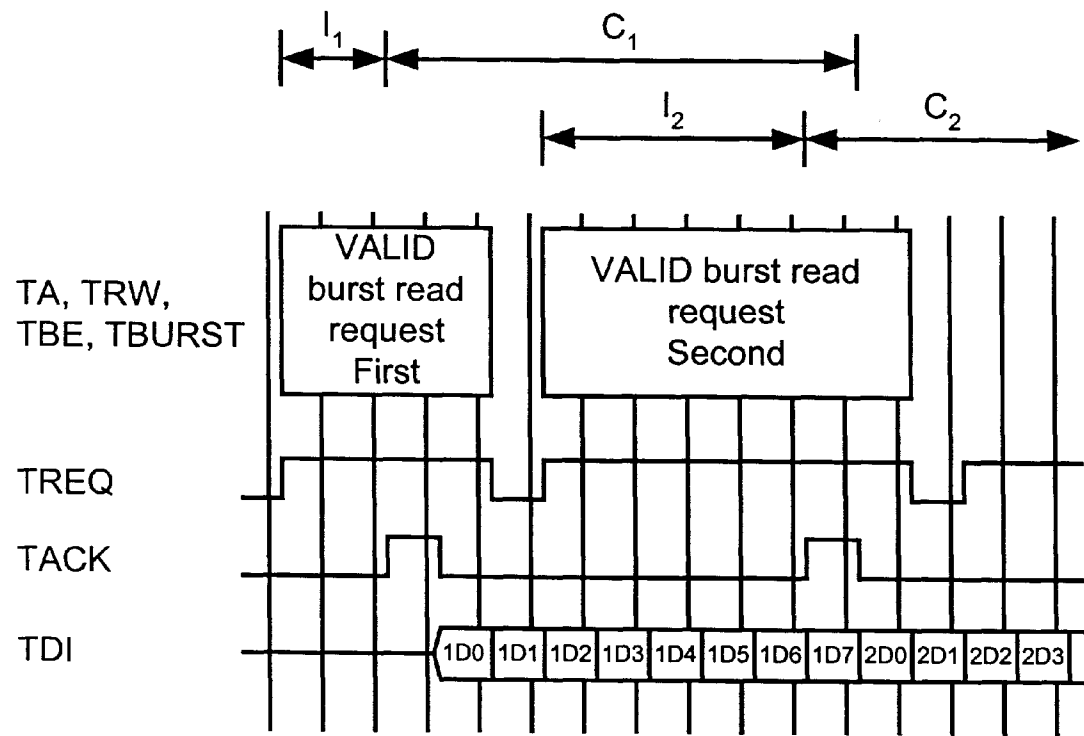 I1
C1
I2
C2
TA, TRW,
TBE, TBURST
VALID
burst read
request
First
VALID burst read
request
Second
TREQ
TACK
TDI
1D0 1D1 1D2 1D3 1D4 1D5 1D6 1D7 2D0 2D1 2D2 2D3